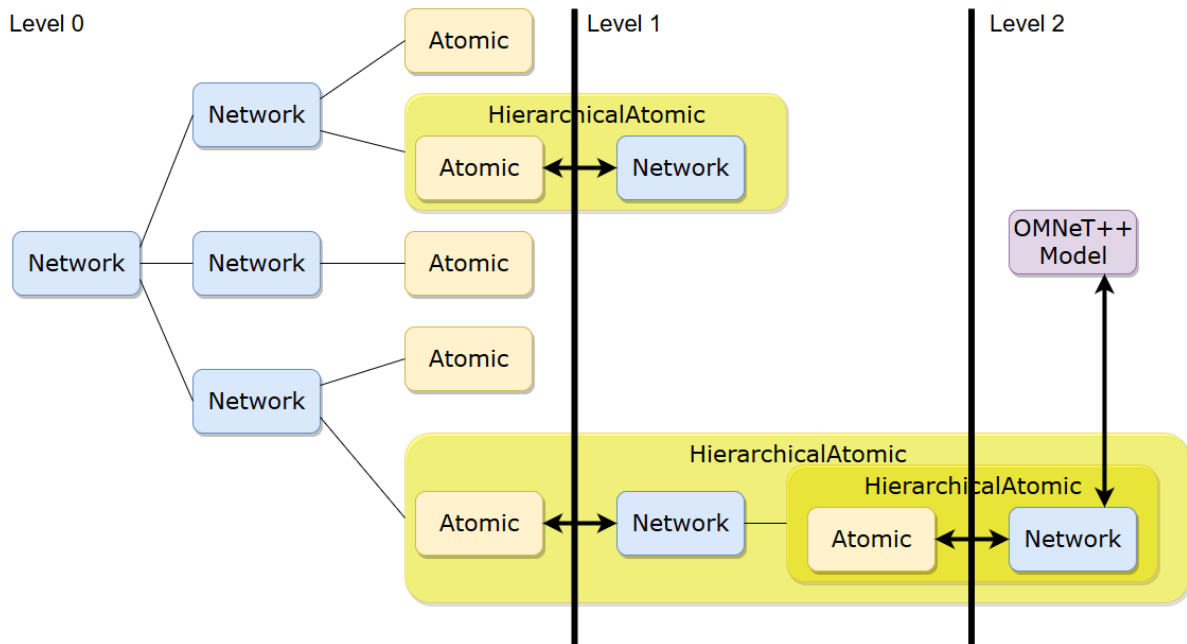 Level 0
Level 1
Level 2
Atomic
Network
HierarchicalAtomic
Atomic
Network
OMNeT++
Model
Network
Network
Atomic
Atomic
Network
HierarchicalAtomic
HierarchicalAtomic
Atomic
Network
Atomic
Network